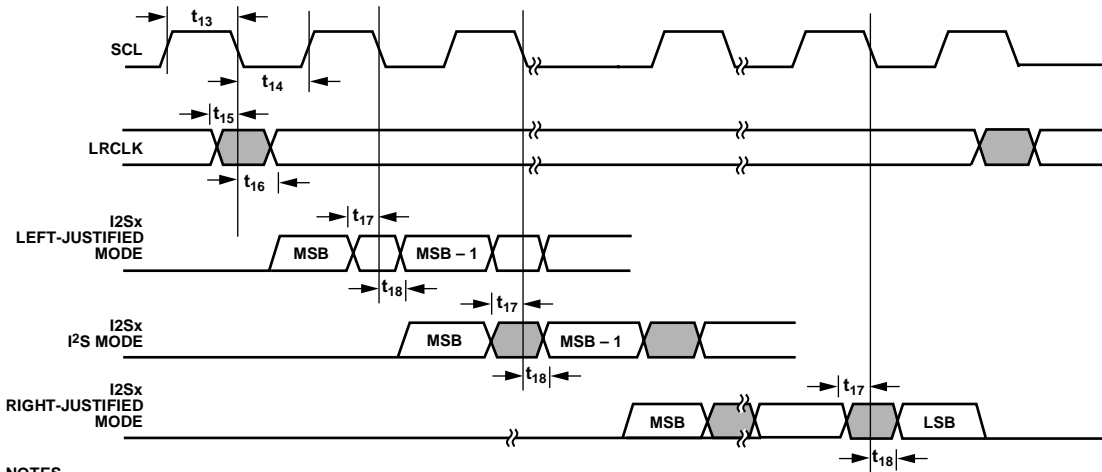 t13
SCL
t14
t15
LRCLK
t16
I2Sx
LEFT-JUSTIFIED
MODE
t17
MSB
MSB – 1
t18
I2Sx
I2S MODE
t17
MSB
MSB – 1
t18
I2Sx
RIGHT-JUSTIFIED
MODE
t17
MSB
LSB
t18
NOTES